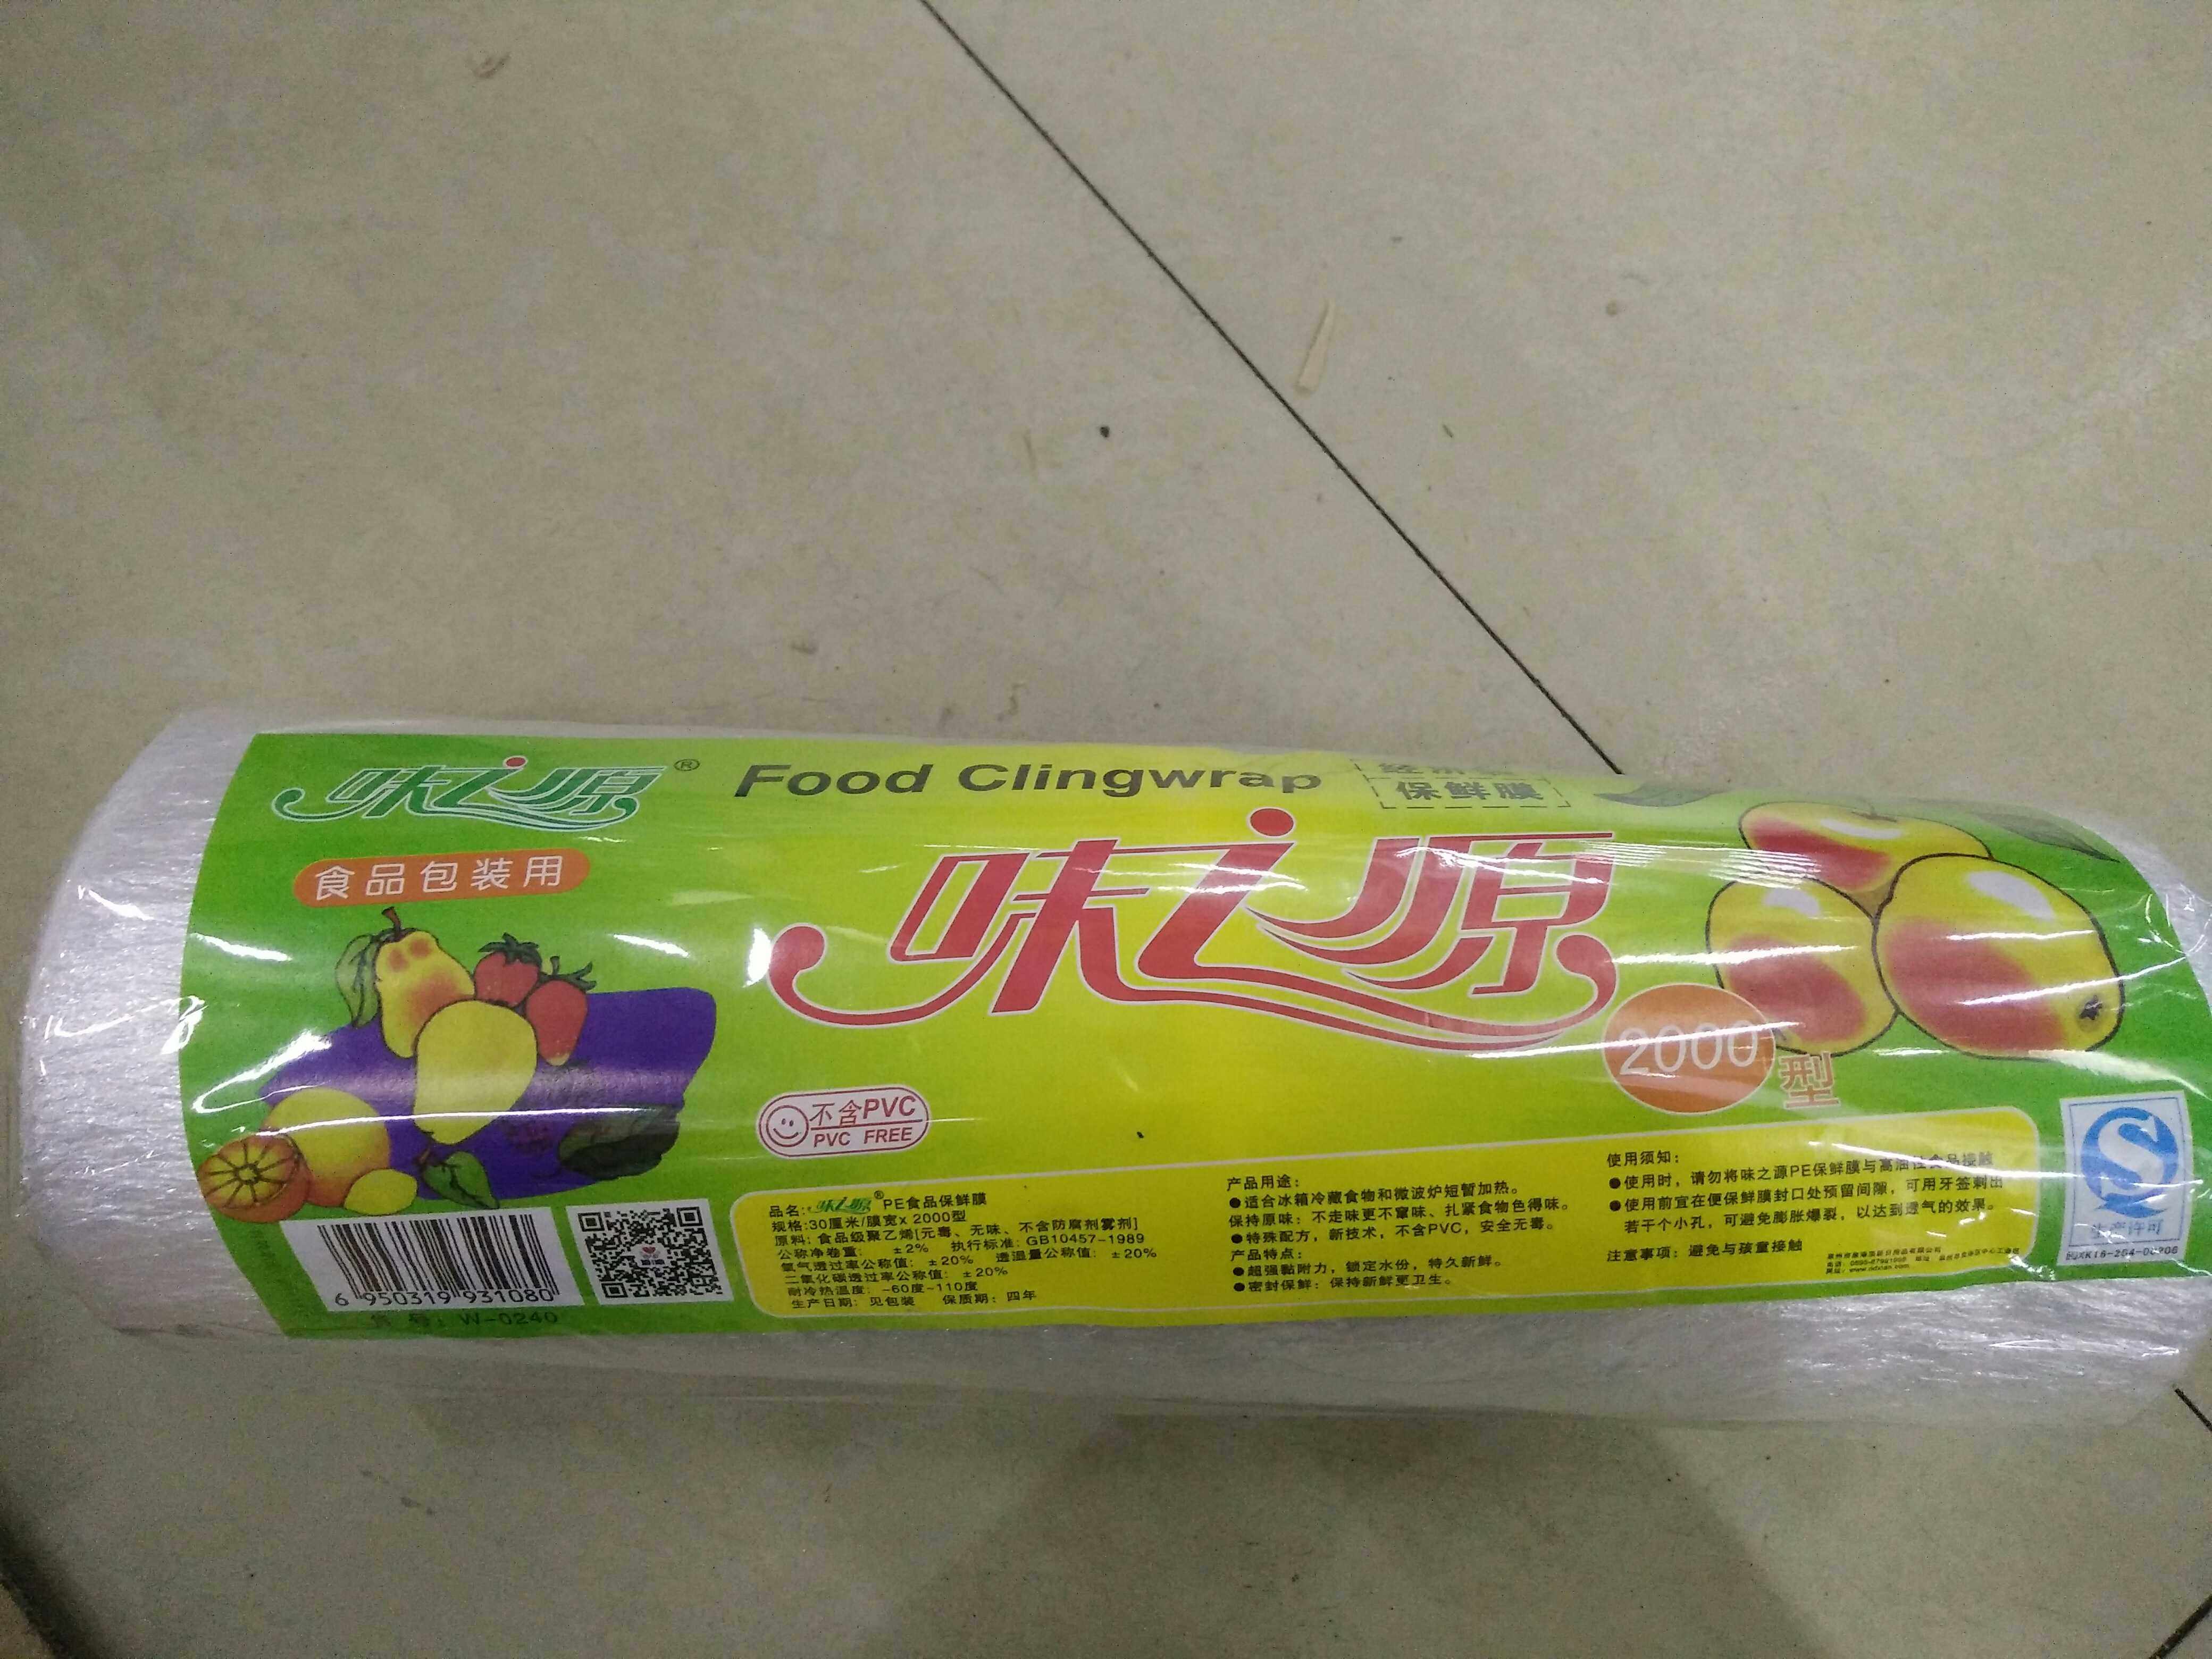 味之源®
Food Clingwrap
保鲜膜
食品包装用
味之源
2000型
不含PVC
PVC FREE
6 950319 931080
货号: W-0240
品名:味之源®PE食品保鲜膜
规格:30厘米/膜宽x 2000型
原料: 食品级聚乙烯[元毒、无味、不含防腐剂雾剂]
公称净卷重: ±2% 执行标准: GB10457-1989
氧气透过率公称值: ±20% 透温量公称值: ±20%
二氧化碳透过率公称值: ±20%
耐冷热温度: -60度~110度
生产日期: 见包装 保质期: 四年
产品用途:
●适合冰箱冷藏食物和微波炉短暂加热。
保持原味: 不走味更不窜味、扎紧食物色得味。
●特殊配方,新技术,不含PVC,安全无毒。
产品特点:
●超强黏附力,锁定水份,特久新鲜。
●密封保鲜: 保持新鲜更卫生。
使用须知:
●使用时,请勿将味之源PE保鲜膜与高油性食品接触
●使用前宜在便保鲜膜封口处预留间隙,可用牙签刺出
若干个小孔,可避免膨胀爆裂,以达到透气的效果。
注意事项: 避免与孩童接触
生产许可